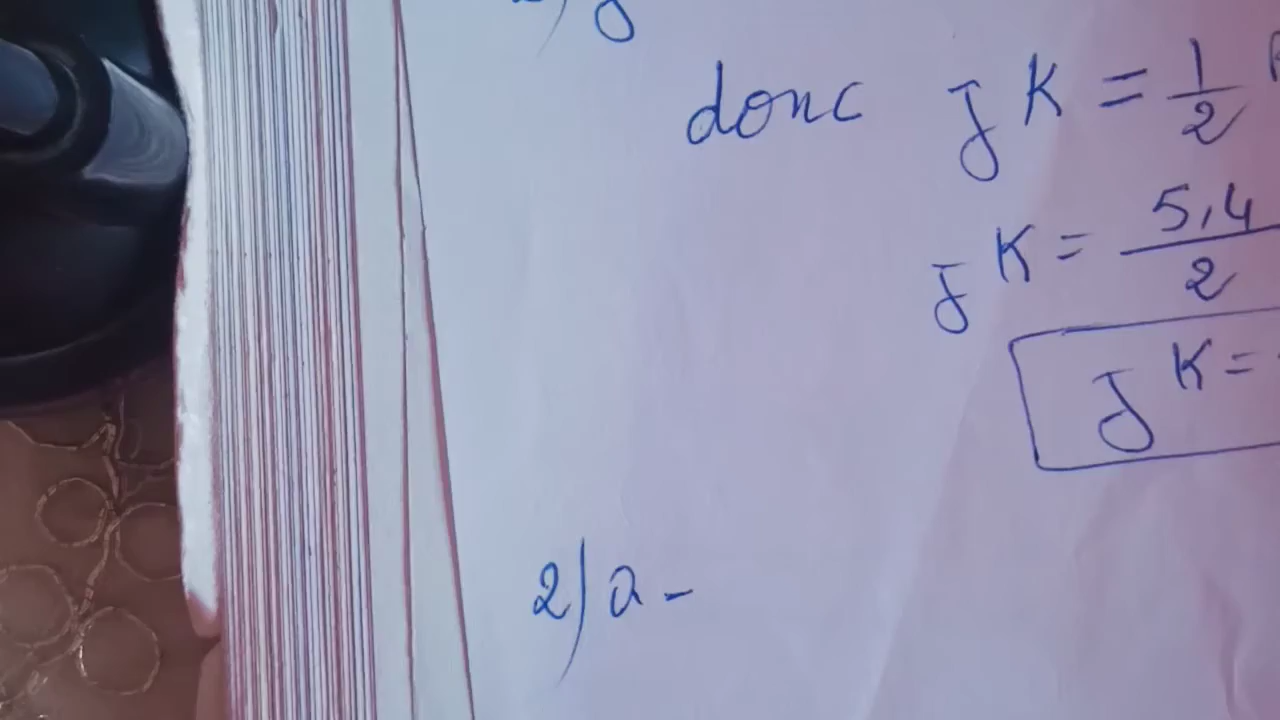 donc JK = 1/2
JK = 5,4/2
JK =
2) a -